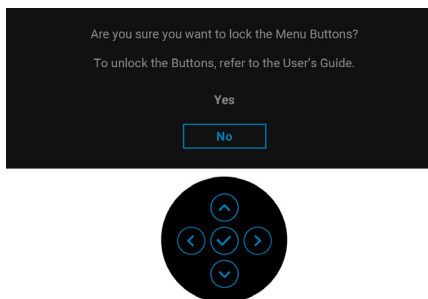 Are you sure you want to lock the Menu Buttons?
To unlock the Buttons, refer to the User's Guide.
Yes
No